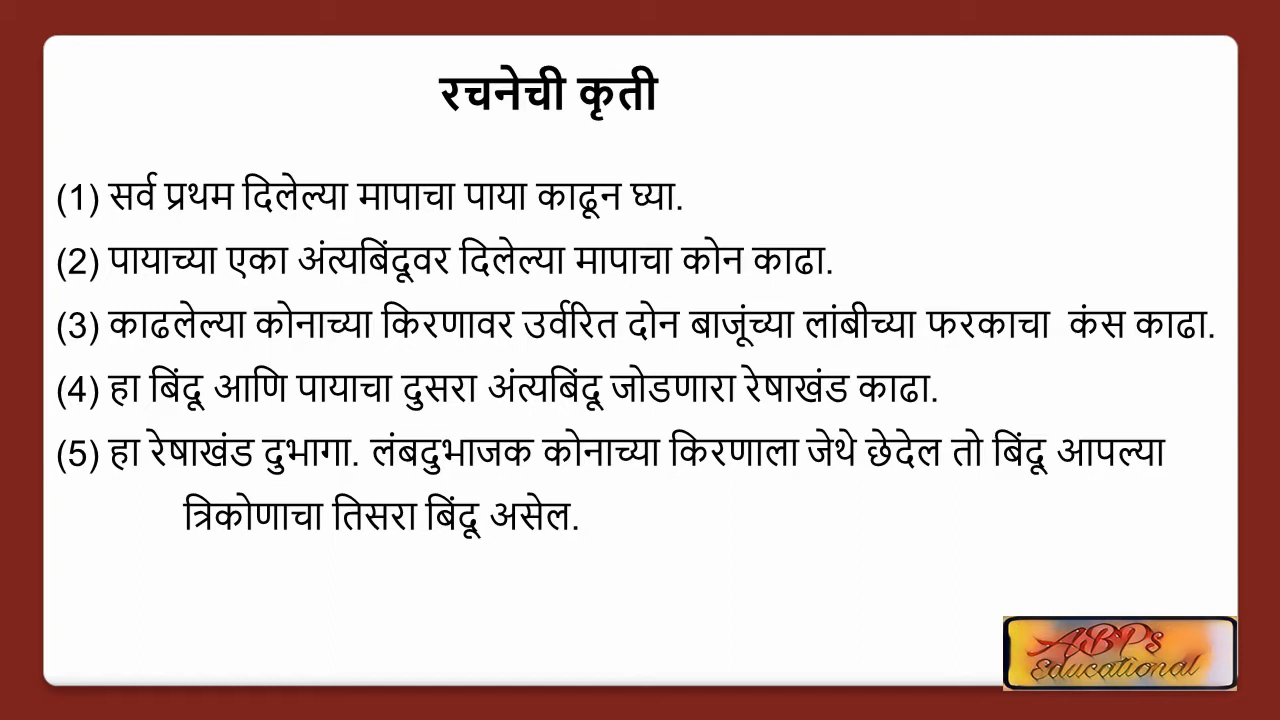 रचनेची कृती
(1) सर्व प्रथम दिलेल्या मापाचा पाया काढून घ्या.
(2) पायाच्या एका अंत्यबिंदूवर दिलेल्या मापाचा कोन काढा.
(3) काढलेल्या कोनाच्या किरणावर उर्वरित दोन बाजूंच्या लांबीच्या फरकाचा कंस काढा.
(4) हा बिंदू आणि पायाचा दुसरा अंत्यबिंदू जोडणारा रेषाखंड काढा.
(5) हा रेषाखंड दुभागा. लंबदुभाजक कोनाच्या किरणाला जेथे छेदेल तो बिंदू आपल्या
त्रिकोणाचा तिसरा बिंदू असेल.
ABPs
Educational